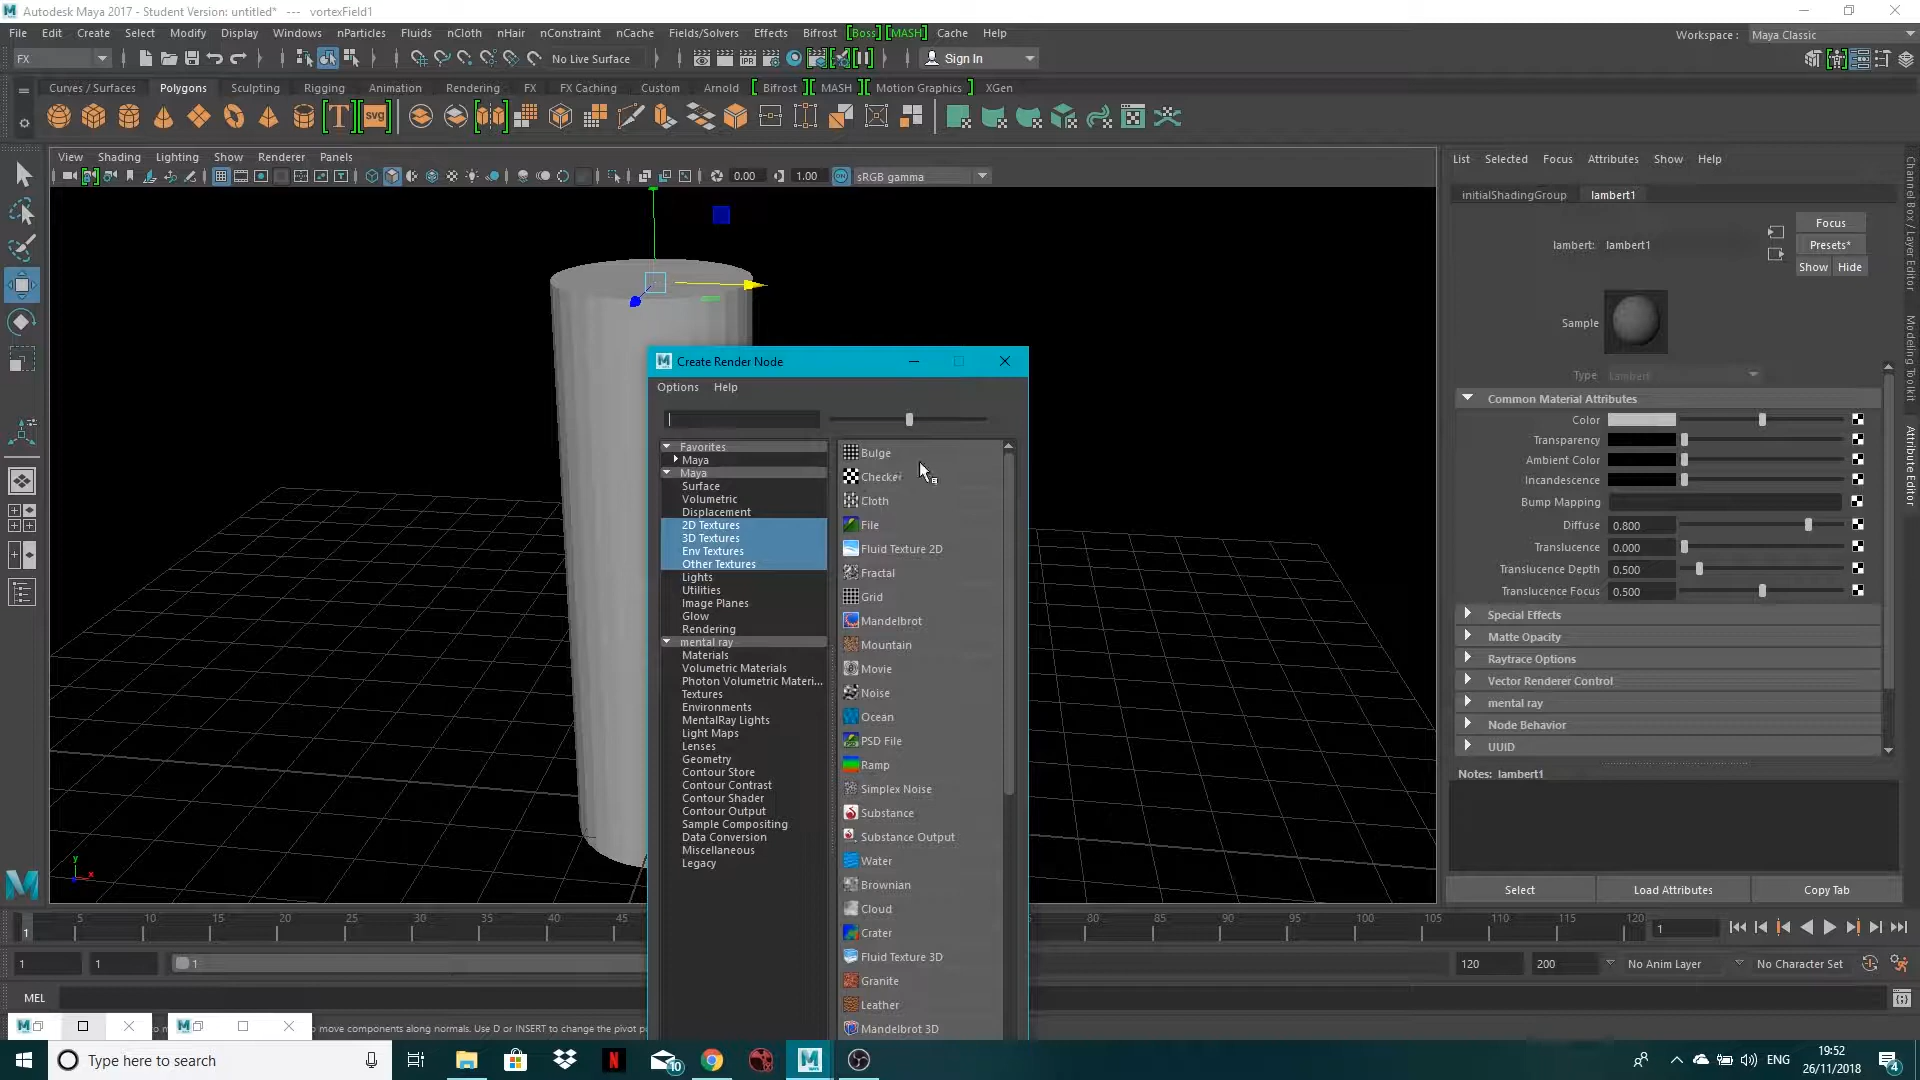 Autodesk Maya 2017 - Student Version: untitled* --- vortexField1
File Edit Create Select Modify Display Windows nParticles Fluids nCloth nHair nConstraint nCache Fields/Solvers Effects Bifrost [Boss] [MASH] Cache Help
Workspace : Maya Classic
FX No Live Surface IPR Sign In
Curves / Surfaces Polygons Sculpting Rigging Animation Rendering FX FX Caching Custom Arnold [ Bifrost ] [ MASH ] [ Motion Graphics ] XGen
T svg
View Shading Lighting Show Renderer Panels
0.00 1.00 ON sRGB gamma
List Selected Focus Attributes Show Help
initialShadingGroup lambert1
Focus
lambert: lambert1
Presets*
Show Hide
Sample
Type Lambert
Common Material Attributes
Color
Transparency
Ambient Color
Incandescence
Bump Mapping
Diffuse 0.800
Translucence 0.000
Translucence Depth 0.500
Translucence Focus 0.500
Special Effects
Matte Opacity
Raytrace Options
Vector Renderer Control
mental ray
Node Behavior
UUID
Notes: lambert1
Select Load Attributes Copy Tab
Channel Box / Layer Editor
Modeling Toolkit
Attribute Editor
Create Render Node
Options Help
Favorites
Maya
Maya
Surface
Volumetric
Displacement
2D Textures
3D Textures
Env Textures
Other Textures
Lights
Utilities
Image Planes
Glow
Rendering
mental ray
Materials
Volumetric Materials
Photon Volumetric Materi...
Textures
Environments
MentalRay Lights
Light Maps
Lenses
Geometry
Contour Store
Contour Contrast
Contour Shader
Contour Output
Sample Compositing
Data Conversion
Miscellaneous
Legacy
Bulge
Checker
Cloth
File
Fluid Texture 2D
Fractal
Grid
Mandelbrot
Mountain
Movie
Noise
Ocean
PSD File
Ramp
Simplex Noise
Substance
Substance Output
Water
Brownian
Cloud
Crater
Fluid Texture 3D
Granite
Leather
Mandelbrot 3D
y
x
5 10 15 20 25 30 35 40 45 80 85 90 95 100 105 110 115 120
1 1
1 1 1 120 200 No Anim Layer No Character Set
MEL
move components along normals. Use D or INSERT to change the pivot p
Type here to search
10
ENG
19:52
26/11/2018
4